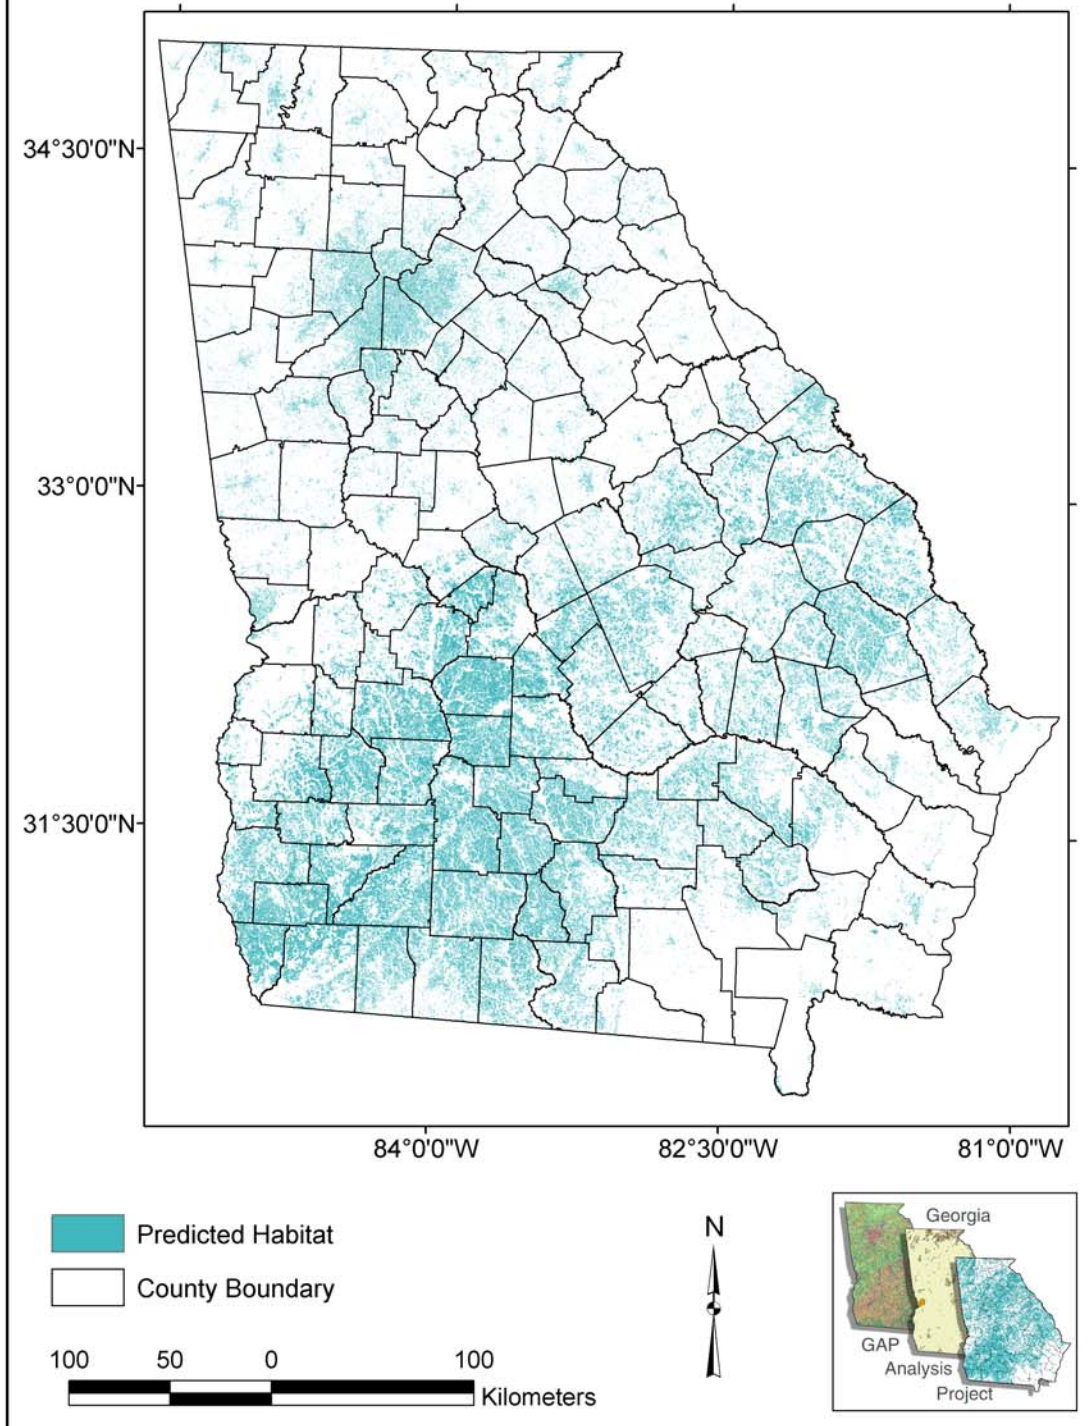 34°30'0"N
33°0'0"N
31°30'0"N
84°0'0"W 82°30'0"W 81°0'0"W
Predicted Habitat
County Boundary
100 50 0 100
Kilometers
N
Georgia
GAP
Analysis
Project